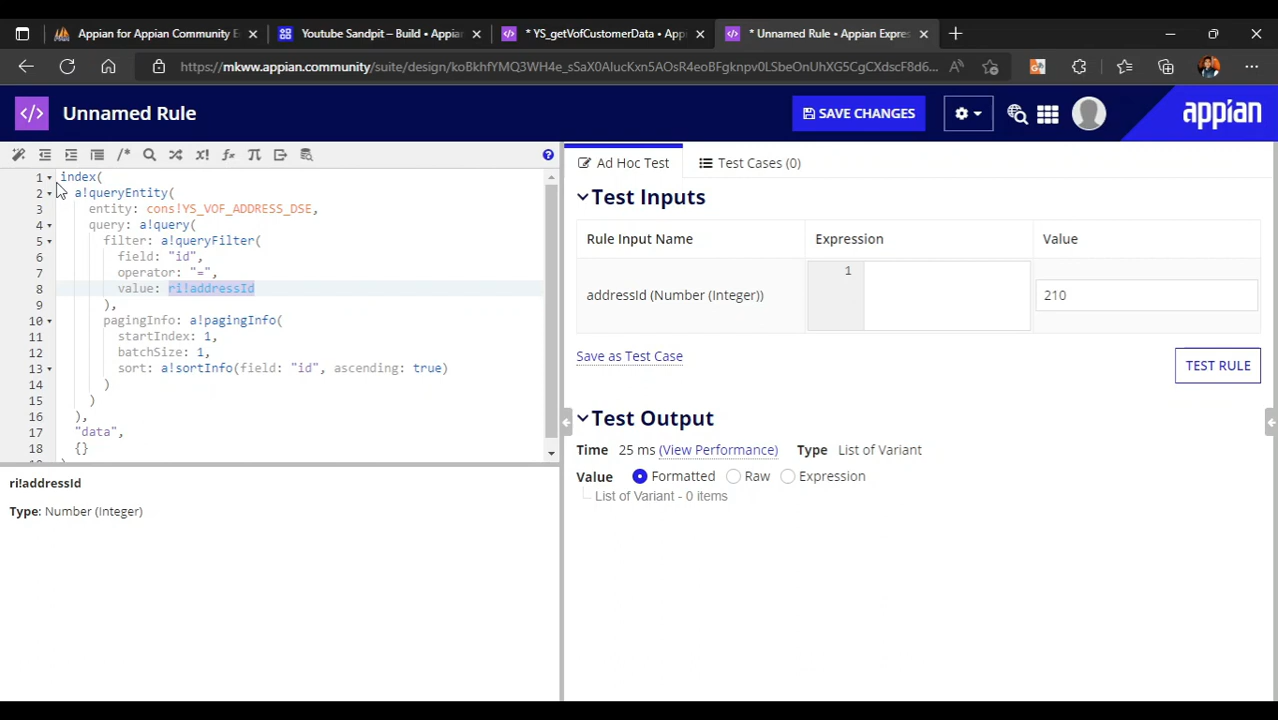 Appian for Appian Community E
Youtube Sandpit – Build • Appian
* YS_getVofCustomerData • Appi
* Unnamed Rule • Appian Expres
https://mkww.appian.community/suite/design/koBkhfYMQ3WH4e_sSaX0AlucKxn5AOsR4eoBFgknpv0LSbeOnUhXG5CgCXdscF8d6...
Unnamed Rule
SAVE CHANGES
appian
1 index(
2 a!queryEntity(
3 entity: cons!YS_VOF_ADDRESS_DSE,
4 query: a!query(
5 filter: a!queryFilter(
6 field: "id",
7 operator: "=",
8 value: ri!addressId
9 ),
10 pagingInfo: a!pagingInfo(
11 startIndex: 1,
12 batchSize: 1,
13 sort: a!sortInfo(field: "id", ascending: true)
14 )
15 )
16 ),
17 "data",
18 {}
ri!addressId
Type: Number (Integer)
Ad Hoc Test
Test Cases (0)
Test Inputs
Rule Input Name Expression Value
addressId (Number (Integer)) 1 210
Save as Test Case
TEST RULE
Test Output
Time 25 ms (View Performance) Type List of Variant
Value Formatted Raw Expression
List of Variant - 0 items